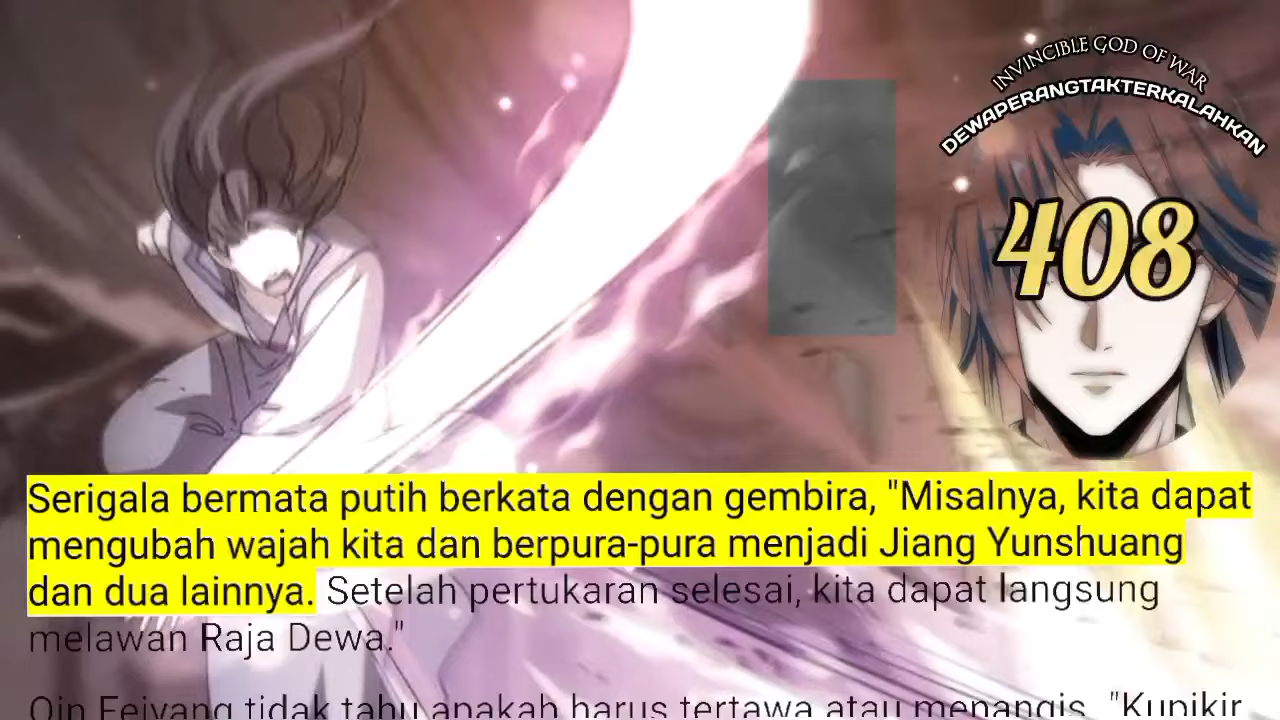 INVINCIBLE GOD OF WAR
DEWAPERANGTAKTERKALAHKAN
408
Serigala bermata putih berkata dengan gembira, "Misalnya, kita dapat
mengubah wajah kita dan berpura-pura menjadi Jiang Yunshuang
dan dua lainnya. Setelah pertukaran selesai, kita dapat langsung
melawan Raja Dewa."
Qin Feiyang tidak tahu apakah harus tertawa atau menangis. "Kupikir